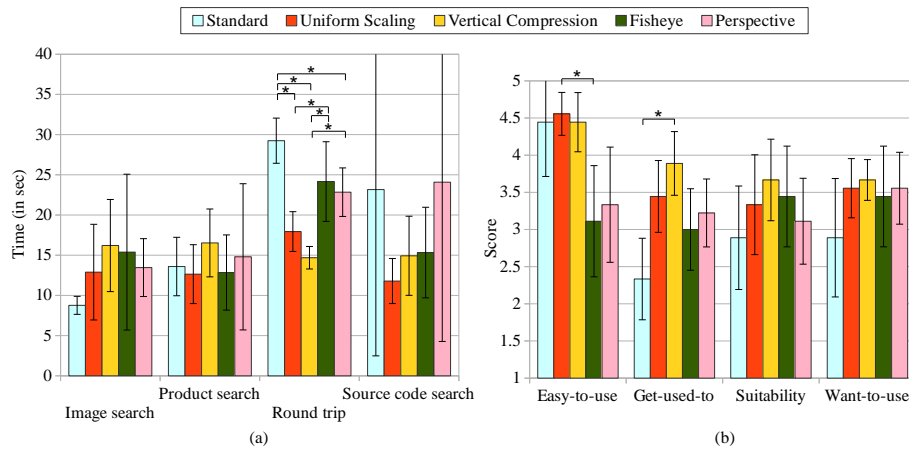 Standard Uniform Scaling Vertical Compression Fisheye Perspective
Time (in sec)
40
35
30
25
20
15
10
5
0
* * * * * *
Image search Product search Round trip Source code search
(a)
Score
5
4.5
4
3.5
3
2.5
2
1.5
1
* *
Easy-to-use Get-used-to Suitability Want-to-use
(b)